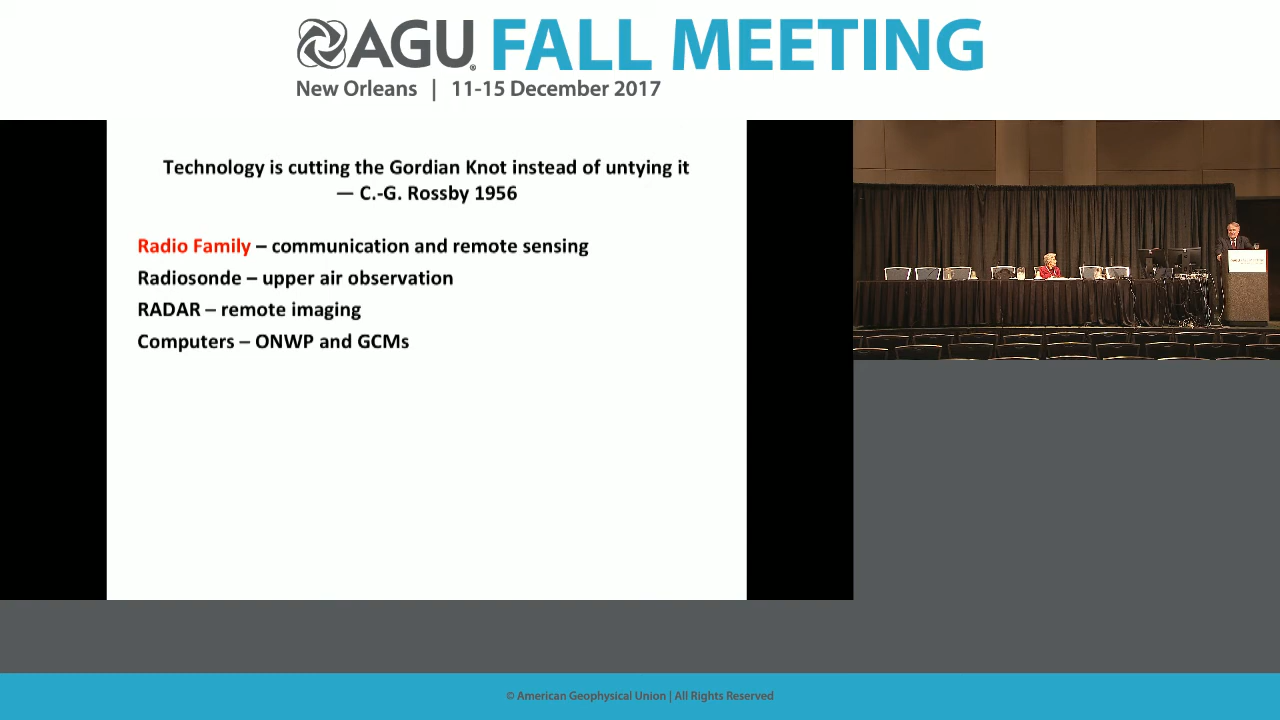 AGU FALL MEETING
New Orleans | 11-15 December 2017
Technology is cutting the Gordian Knot instead of untying it
— C.-G. Rossby 1956
Radio Family – communication and remote sensing
Radiosonde – upper air observation
RADAR – remote imaging
Computers – ONWP and GCMs
© American Geophysical Union | All Rights Reserved